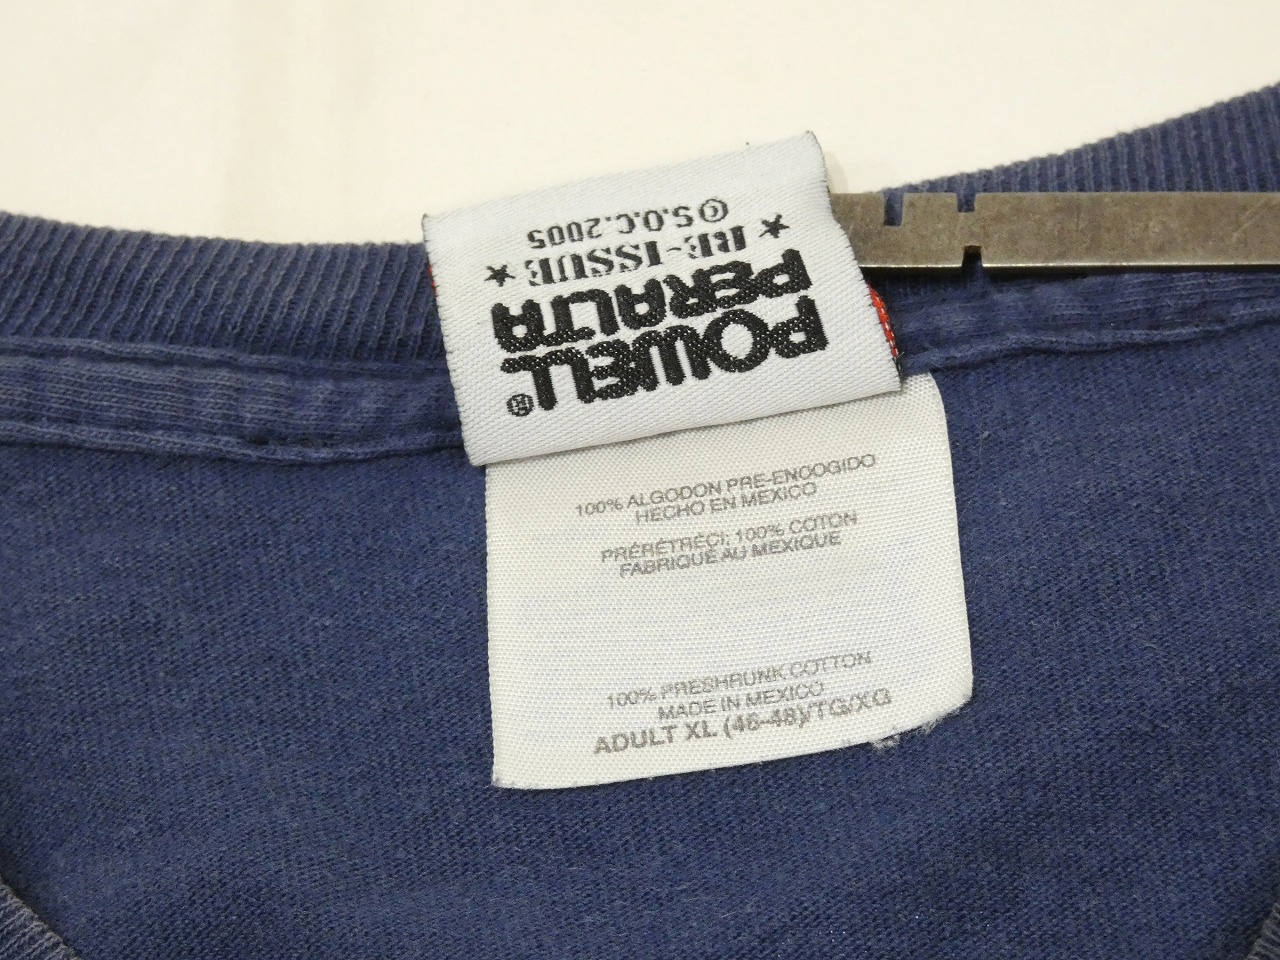 POWELL®
PERALTA
★ RE-ISSUE ★
©S.O.C.2005
100% ALGODON PRE-ENCOGIDO
HECHO EN MEXICO
PRÉRÉTRÉCI; 100% COTON
FABRIQUÉ AU MEXIQUE
100% PRESHRUNK COTTON
MADE IN MEXICO
ADULT XL (46-48)/TG/XG